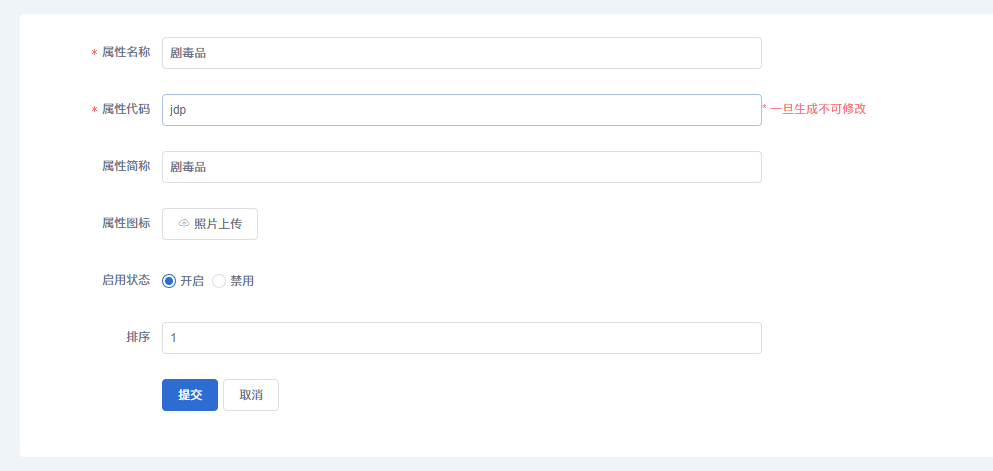 * 属性名称 剧毒品
* 属性代码 jdp * 一旦生成不可修改
属性简称 剧毒品
属性图标 照片上传
启用状态 开启 禁用
排序 1
提交 取消